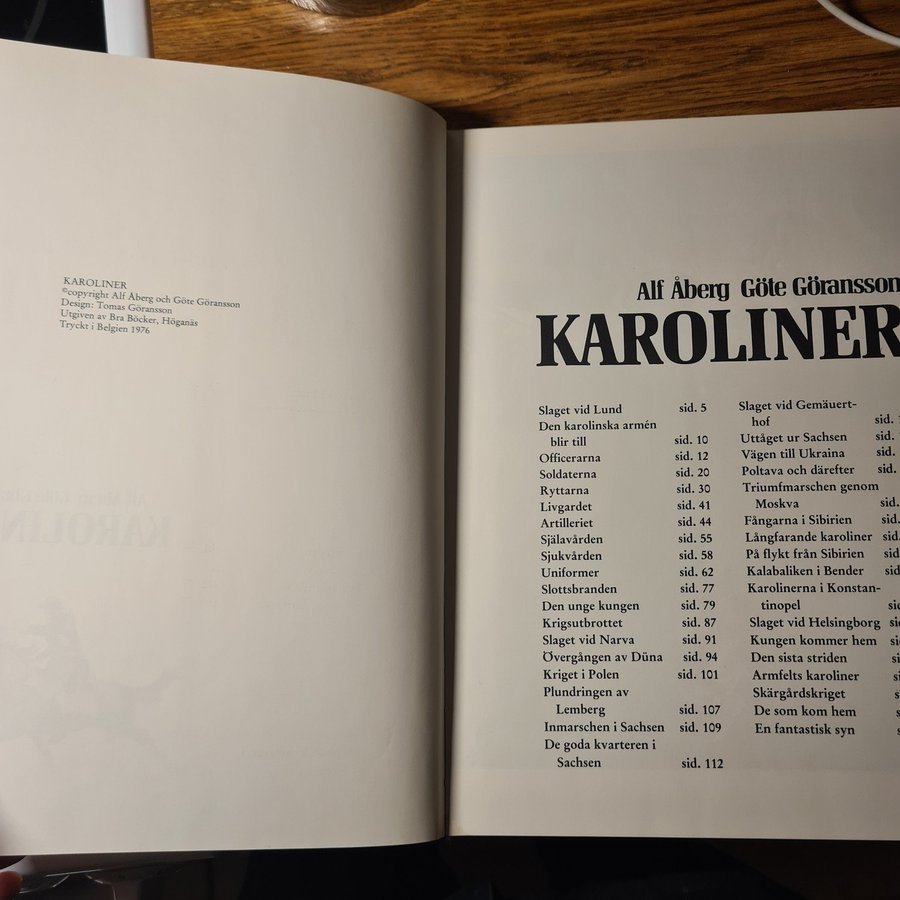 KAROLINER
©copyright Alf Åberg och Göte Göransson
Design: Tomas Göransson
Utgiven av Bra Böcker, Höganäs
Tryckt i Belgien 1976
Alf Åberg Göte Göransson
KAROLINER
Slaget vid Lund sid. 5
Den karolinska armén
blir till sid. 10
Officerarna sid. 12
Soldaterna sid. 20
Ryttarna sid. 30
Livgardet sid. 41
Artilleriet sid. 44
Själavården sid. 55
Sjukvården sid. 58
Uniformer sid. 62
Slottsbranden sid. 77
Den unge kungen sid. 79
Krigsutbrottet sid. 87
Slaget vid Narva sid. 91
Övergången av Düna sid. 94
Kriget i Polen sid. 101
Plundringen av
Lemberg sid. 107
Inmarschen i Sachsen sid. 109
De goda kvarteren i
Sachsen sid. 112
Slaget vid Gemäuert-
hof sid.
Uttåget ur Sachsen sid.
Vägen till Ukraina sid.
Poltava och därefter sid.
Triumfmarschen genom
Moskva sid.
Fångarna i Sibirien sid.
Långfarande karoliner sid.
På flykt från Sibirien sid.
Kalabaliken i Bender sid.
Karolinerna i Konstan-
tinopel
Slaget vid Helsingborg
Kungen kommer hem
Den sista striden
Armfelts karoliner
Skärgårdskriget
De som kom hem
En fantastisk syn